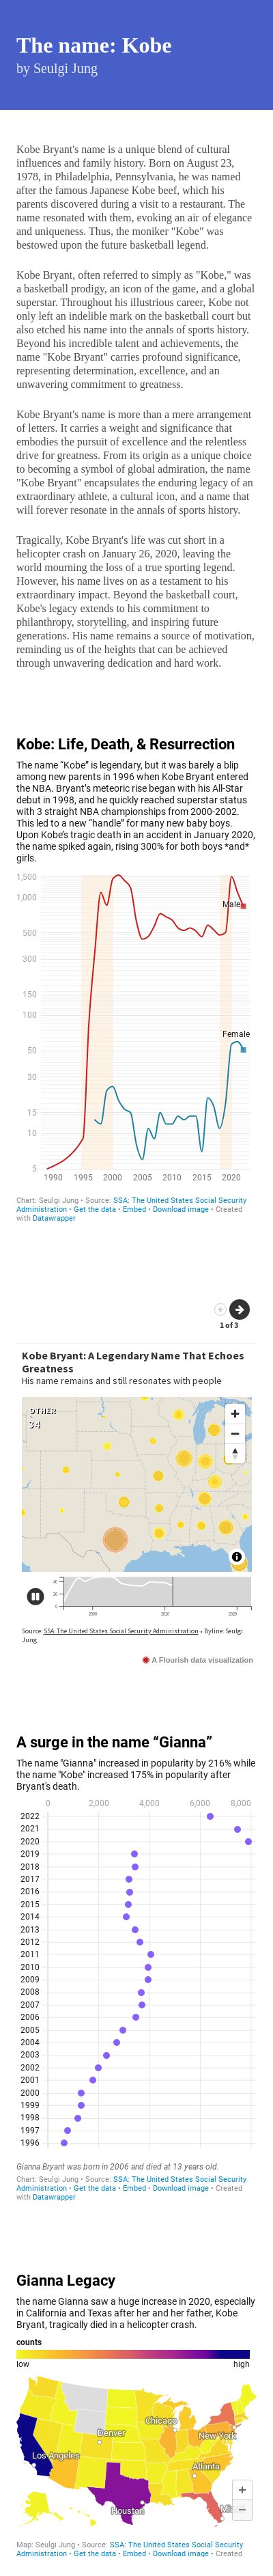 The name: Kobe
by Seulgi Jung
Kobe Bryant's name is a unique blend of cultural
influences and family history. Born on August 23,
1978, in Philadelphia, Pennsylvania, he was named
after the famous Japanese Kobe beef, which his
parents discovered during a visit to a restaurant. The
name resonated with them, evoking an air of elegance
and uniqueness. Thus, the moniker "Kobe" was
bestowed upon the future basketball legend.
Kobe Bryant, often referred to simply as "Kobe," was
a basketball prodigy, an icon of the game, and a global
superstar. Throughout his illustrious career, Kobe not
only left an indelible mark on the basketball court but
also etched his name into the annals of sports history.
Beyond his incredible talent and achievements, the
name "Kobe Bryant" carries profound significance,
representing determination, excellence, and an
unwavering commitment to greatness.
Kobe Bryant's name is more than a mere arrangement
of letters. It carries a weight and significance that
embodies the pursuit of excellence and the relentless
drive for greatness. From its origin as a unique choice
to becoming a symbol of global admiration, the name
"Kobe Bryant" encapsulates the enduring legacy of an
extraordinary athlete, a cultural icon, and a name that
will forever resonate in the annals of sports history.
Tragically, Kobe Bryant's life was cut short in a
helicopter crash on January 26, 2020, leaving the
world mourning the loss of a true sporting legend.
However, his name lives on as a testament to his
extraordinary impact. Beyond the basketball court,
Kobe's legacy extends to his commitment to
philanthropy, storytelling, and inspiring future
generations. His name remains a source of motivation,
reminding us of the heights that can be achieved
through unwavering dedication and hard work.
Kobe: Life, Death, & Resurrection
The name “Kobe” is legendary, but it was barely a blip
among new parents in 1996 when Kobe Bryant entered
the NBA. Bryant’s meteoric rise began with his All-Star
debut in 1998, and he quickly reached superstar status
with 3 straight NBA championships from 2000-2002.
This led to a new “handle” for many new baby boys.
Upon Kobe’s tragic death in an accident in January 2020,
the name spiked again, rising 300% for both boys *and*
girls.
1,500
1,000
Male
500
300
150
100
Female
50
30
15
10
5
1990 1995 2000 2005 2010 2015 2020
Chart: Seulgi Jung • Source: SSA: The United States Social Security
Administration • Get the data • Embed • Download image • Created
with Datawrapper
1 of 3
Kobe Bryant: A Legendary Name That Echoes
Greatness
His name remains and still resonates with people
OTHER
34
40
20
0
2000 2010 2020
Source: SSA The United States Social Security Administration • Byline: Seulgi
Jung
A Flourish data visualization
A surge in the name “Gianna”
The name "Gianna" increased in popularity by 216% while
the name "Kobe" increased 175% in popularity after
Bryant's death.
0 2,000 4,000 6,000 8,000
2022
2021
2020
2019
2018
2017
2016
2015
2014
2013
2012
2011
2010
2009
2008
2007
2006
2005
2004
2003
2002
2001
2000
1999
1998
1997
1996
Gianna Bryant was born in 2006 and died at 13 years old.
Chart: Seulgi Jung • Source: SSA: The United States Social Security
Administration • Get the data • Embed • Download image • Created
with Datawrapper
Gianna Legacy
the name Gianna saw a huge increase in 2020, especially
in California and Texas after her and her father, Kobe
Bryant, tragically died in a helicopter crash.
counts
low high
Chicago
New York
Denver
Los Angeles
Atlanta
Houston
Mi
Map: Seulgi Jung • Source: SSA: The United States Social Security
Administration • Get the data • Embed • Download image • Created